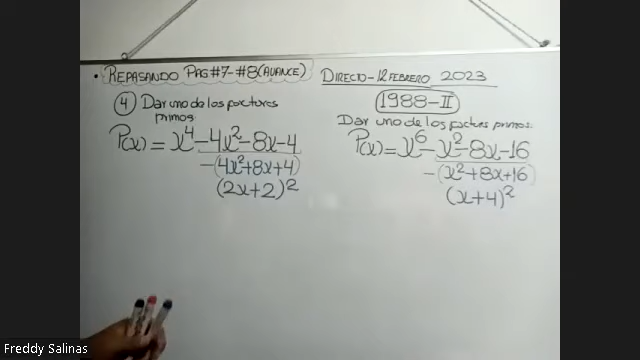 • REPASANDO PAG#7-#8(AVANCE) DIRECTO-12 FEBRERO 2023
④ Dar uno de los factores
primos
P(x) = x⁴-4x²-8x-4
-(4x²+8x+4)
(2x+2)²
1988-II
Dar uno de los factores primos:
P(x) = x⁶-x²-8x-16
-(x²+8x+16)
(x+4)²
Freddy Salinas